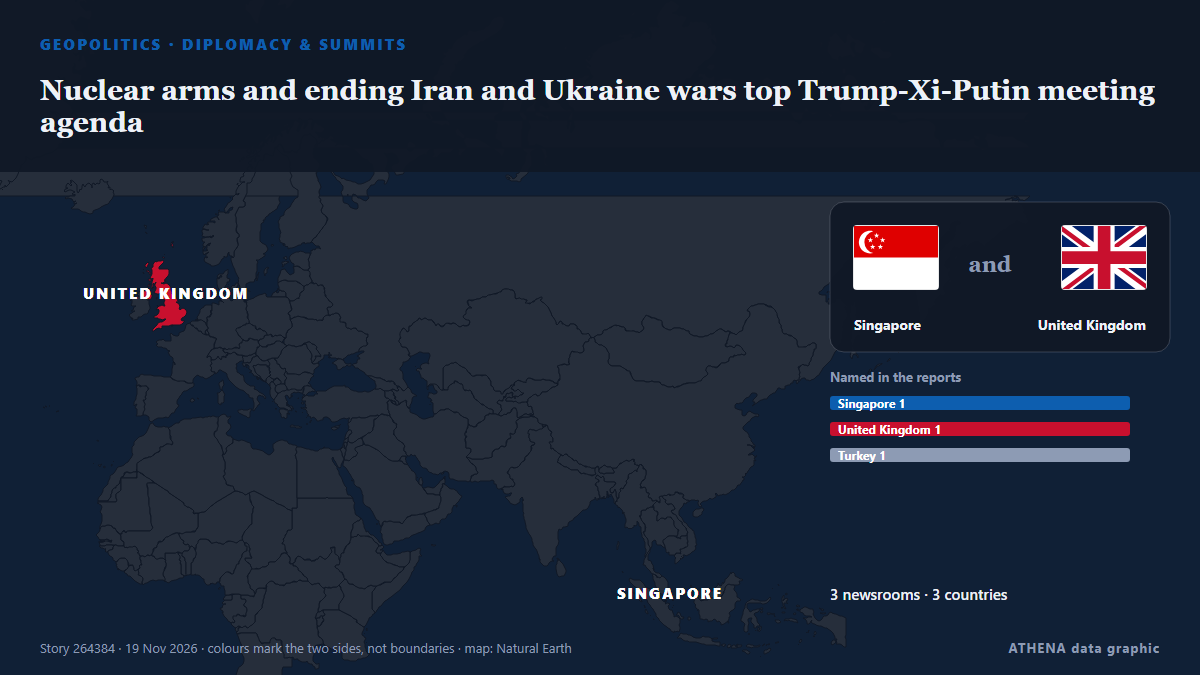 GEOPOLITICS · DIPLOMACY & SUMMITS
Nuclear arms and ending Iran and Ukraine wars top Trump-Xi-Putin meeting
agenda
UNITED KINGDOM
and
Singapore
United Kingdom
Named in the reports
Singapore 1
United Kingdom 1
Turkey 1
SINGAPORE
3 newsrooms · 3 countries
Story 264384 · 19 Nov 2026 · colours mark the two sides, not boundaries · map: Natural Earth
ATHENA data graphic